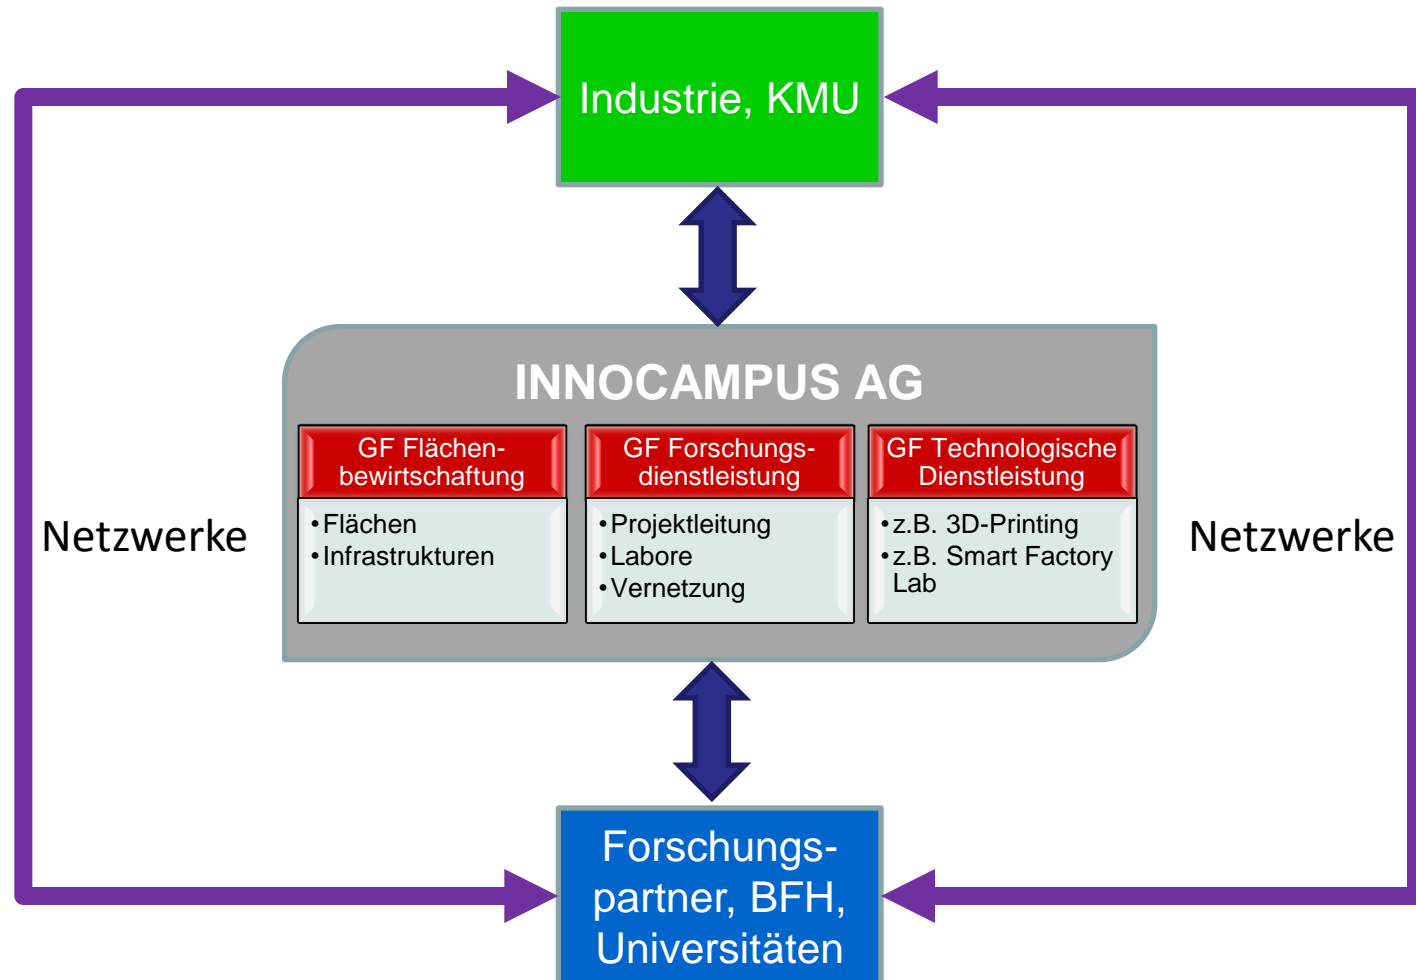 Industrie, KMU
INNOCAMPUS AG
GF Flächen-
bewirtschaftung
•Flächen
•Infrastrukturen
GF Forschungs-
dienstleistung
•Projektleitung
•Labore
•Vernetzung
GF Technologische
Dienstleistung
•z.B. 3D-Printing
•z.B. Smart Factory
Lab
Netzwerke
Netzwerke
Forschungs-
partner, BFH,
Universitäten